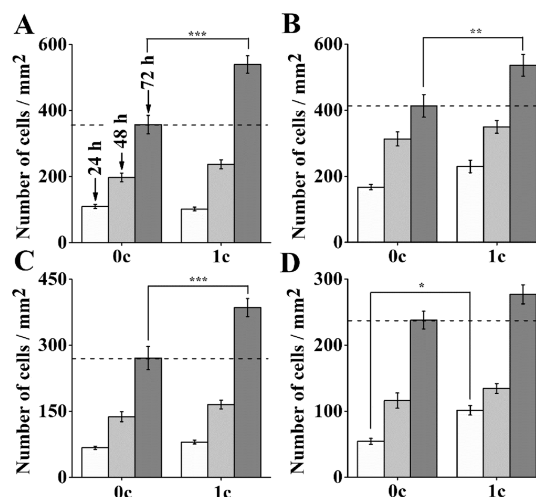 A
Number of cells / mm²
600
400
200
0
24 h
48 h
72 h
***
0c
1c
B
Number of cells / mm²
600
400
200
0
**
0c
1c
C
Number of cells / mm²
450
300
150
0
***
0c
1c
D
Number of cells / mm²
300
200
100
0
*
0c
1c